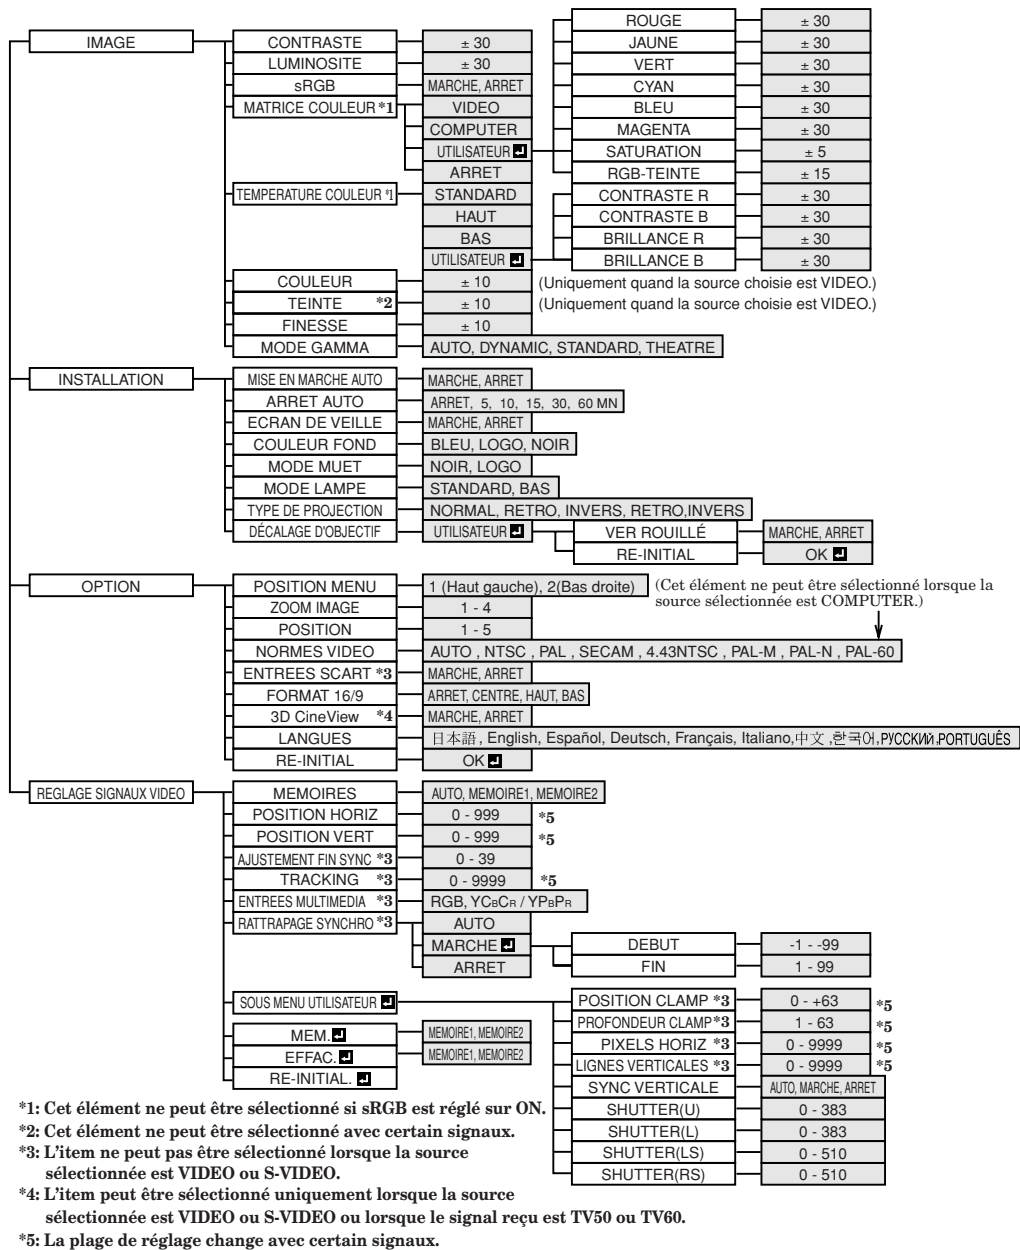 IMAGE
CONTRASTE ± 30
LUMINOSITE ± 30
sRGB MARCHE, ARRET
MATRICE COULEUR *1 VIDEO
COMPUTER
UTILISATEUR
ARRET
ROUGE ± 30
JAUNE ± 30
VERT ± 30
CYAN ± 30
BLEU ± 30
MAGENTA ± 30
SATURATION ± 5
RGB-TEINTE ± 15
TEMPERATURE COULEUR *1 STANDARD
HAUT
BAS
UTILISATEUR
CONTRASTE R ± 30
CONTRASTE B ± 30
BRILLANCE R ± 30
BRILLANCE B ± 30
COULEUR ± 10 (Uniquement quand la source choisie est VIDEO.)
TEINTE *2 ± 10 (Uniquement quand la source choisie est VIDEO.)
FINESSE ± 10
MODE GAMMA AUTO, DYNAMIC, STANDARD, THEATRE
INSTALLATION
MISE EN MARCHE AUTO MARCHE, ARRET
ARRET AUTO ARRET, 5, 10, 15, 30, 60 MN
ECRAN DE VEILLE MARCHE, ARRET
COULEUR FOND BLEU, LOGO, NOIR
MODE MUET NOIR, LOGO
MODE LAMPE STANDARD, BAS
TYPE DE PROJECTION NORMAL, RETRO, INVERS, RETRO,INVERS
DÉCALAGE D'OBJECTIF UTILISATEUR
VER ROUILLÉ MARCHE, ARRET
RE-INITIAL OK
OPTION
POSITION MENU 1 (Haut gauche), 2(Bas droite)
(Cet élément ne peut être sélectionné lorsque la
source sélectionnée est COMPUTER.)
ZOOM IMAGE 1 - 4
POSITION 1 - 5
NORMES VIDEO AUTO , NTSC , PAL , SECAM , 4.43NTSC , PAL-M , PAL-N , PAL-60
ENTREES SCART *3 MARCHE, ARRET
FORMAT 16/9 ARRET, CENTRE, HAUT, BAS
3D CineView *4 MARCHE, ARRET
LANGUES 日本語, English, Español, Deutsch, Français, Italiano,中文,한국어,РУССКИЙ,PORTUGUÊS
RE-INITIAL OK
REGLAGE SIGNAUX VIDEO
MEMOIRES AUTO, MEMOIRE1, MEMOIRE2
POSITION HORIZ 0 - 999 *5
POSITION VERT 0 - 999 *5
AJUSTEMENT FIN SYNC *3 0 - 39
TRACKING *3 0 - 9999 *5
ENTREES MULTIMEDIA *3 RGB, YCBCR / YPBPR
RATTRAPAGE SYNCHRO *3 AUTO
MARCHE
ARRET
DEBUT -1 - -99
FIN 1 - 99
SOUS MENU UTILISATEUR
POSITION CLAMP *3 0 - +63 *5
PROFONDEUR CLAMP*3 1 - 63 *5
PIXELS HORIZ *3 0 - 9999 *5
LIGNES VERTICALES *3 0 - 9999 *5
SYNC VERTICALE AUTO, MARCHE, ARRET
SHUTTER(U) 0 - 383
SHUTTER(L) 0 - 383
SHUTTER(LS) 0 - 510
SHUTTER(RS) 0 - 510
MEM. MEMOIRE1, MEMOIRE2
EFFAC. MEMOIRE1, MEMOIRE2
RE-INITIAL.
*1: Cet élément ne peut être sélectionné si sRGB est réglé sur ON.
*2: Cet élément ne peut être sélectionné avec certain signaux.
*3: L'item ne peut pas être sélectionné lorsque la source
sélectionnée est VIDEO ou S-VIDEO.
*4: L'item peut être sélectionné uniquement lorsque la source
sélectionnée est VIDEO ou S-VIDEO ou lorsque le signal reçu est TV50 ou TV60.
*5: La plage de réglage change avec certain signaux.